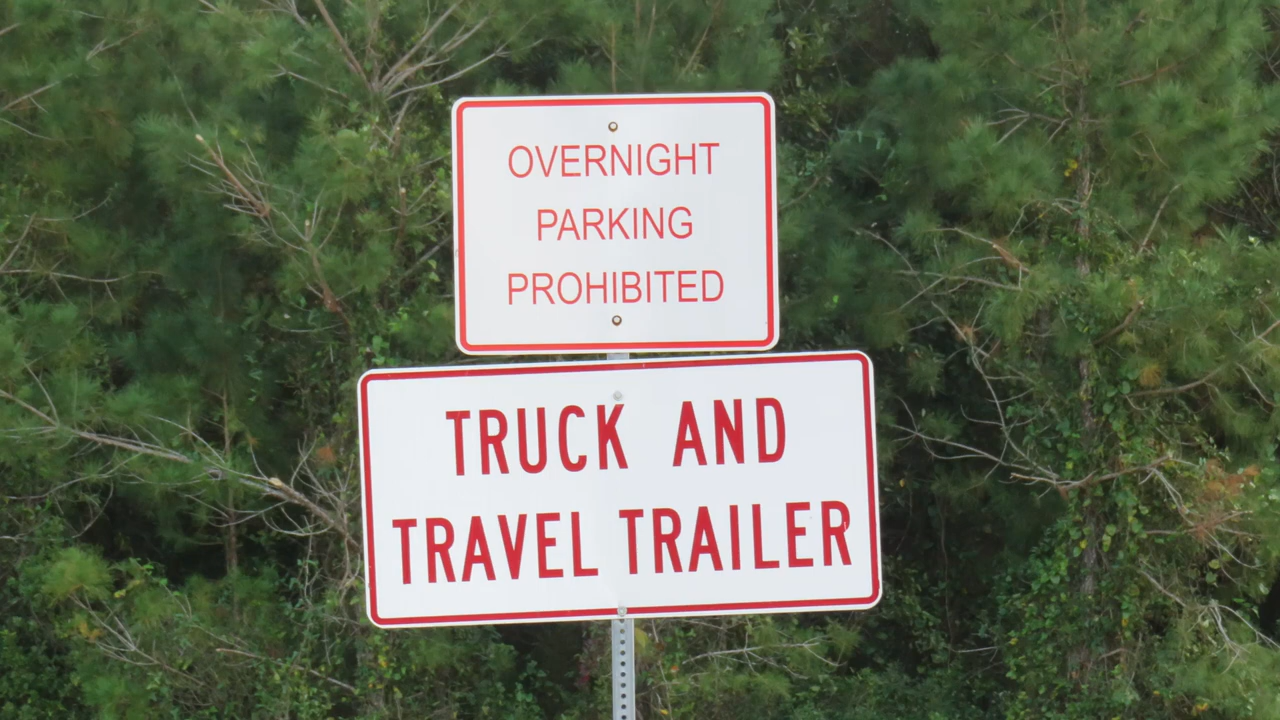 OVERNIGHT
PARKING
PROHIBITED
TRUCK AND
TRAVEL TRAILER